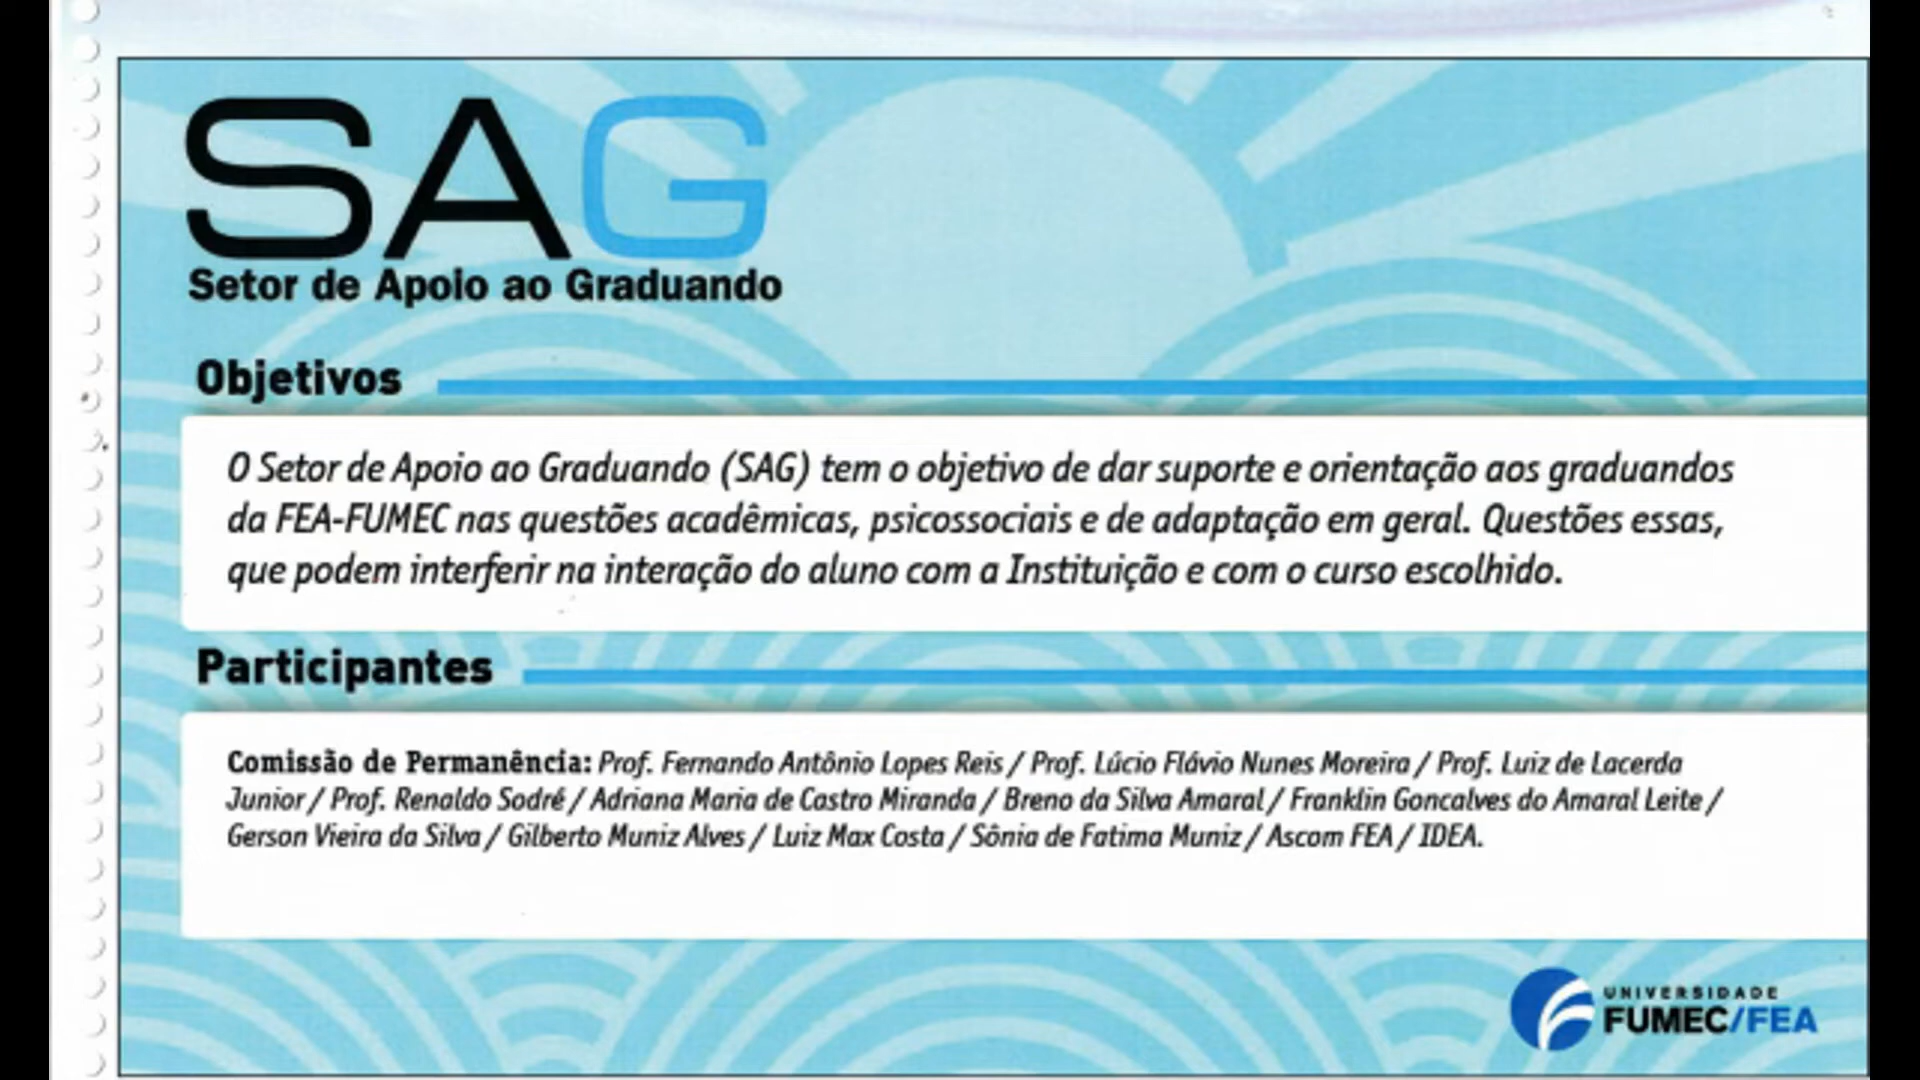 SAG
Setor de Apoio ao Graduando
Objetivos
O Setor de Apoio ao Graduando (SAG) tem o objetivo de dar suporte e orientação aos graduandos
da FEA-FUMEC nas questões acadêmicas, psicossociais e de adaptação em geral. Questões essas,
que podem interferir na interação do aluno com a Instituição e com o curso escolhido.
Participantes
Comissão de Permanência: Prof. Fernando Antônio Lopes Reis / Prof. Lúcio Flávio Nunes Moreira / Prof. Luiz de Lacerda
Junior / Prof. Renaldo Sodré / Adriana Maria de Castro Miranda / Breno da Silva Amaral / Franklin Goncalves do Amaral Leite /
Gerson Vieira da Silva / Gilberto Muniz Alves / Luiz Max Costa / Sônia de Fatima Muniz / Ascom FEA / IDEA.
UNIVERSIDADE
FUMEC/FEA